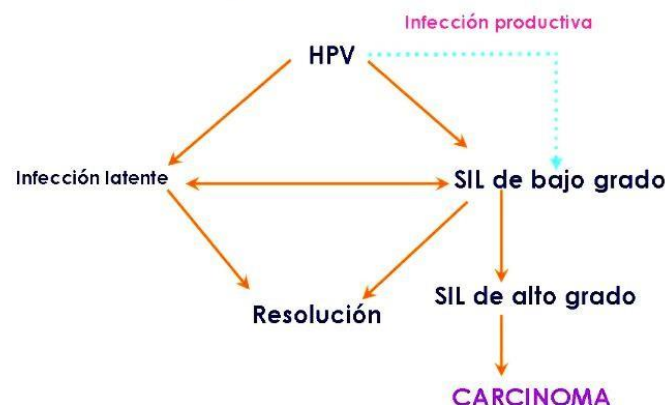 Infección productiva
HPV
Infección latente
SIL de bajo grado
SIL de alto grado
Resolución
CARCINOMA